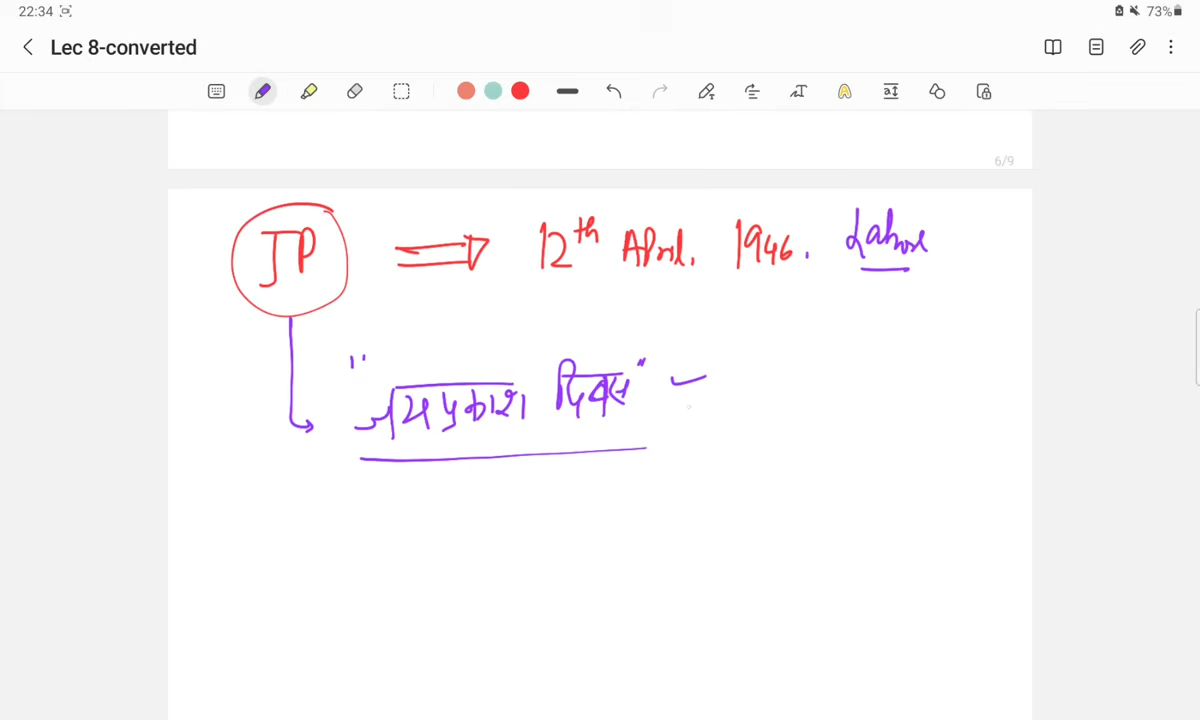 22:34
73%
Lec 8-converted
6/9
JP ⇒ 12th April. 1946. Lahore
"जयप्रकाश दिवस"